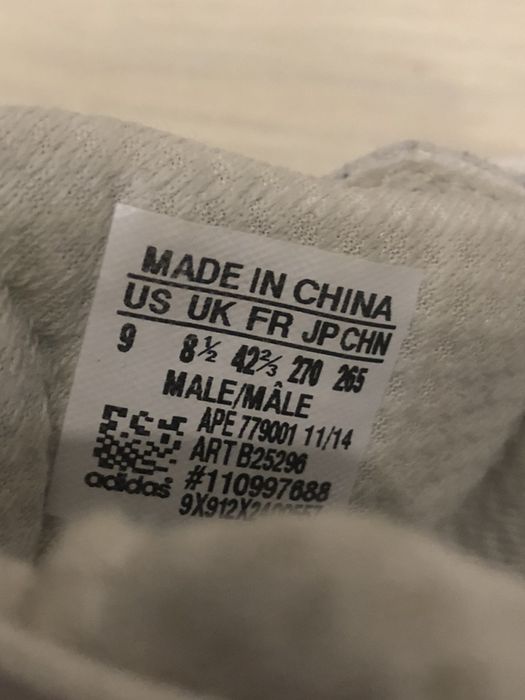 MADE IN CHINA
US UK FR JP CHN
9 8½ 42⅔ 270 265
MALE/MÂLE
APE 779001 11/14
ART B25296
#110997688
adidas